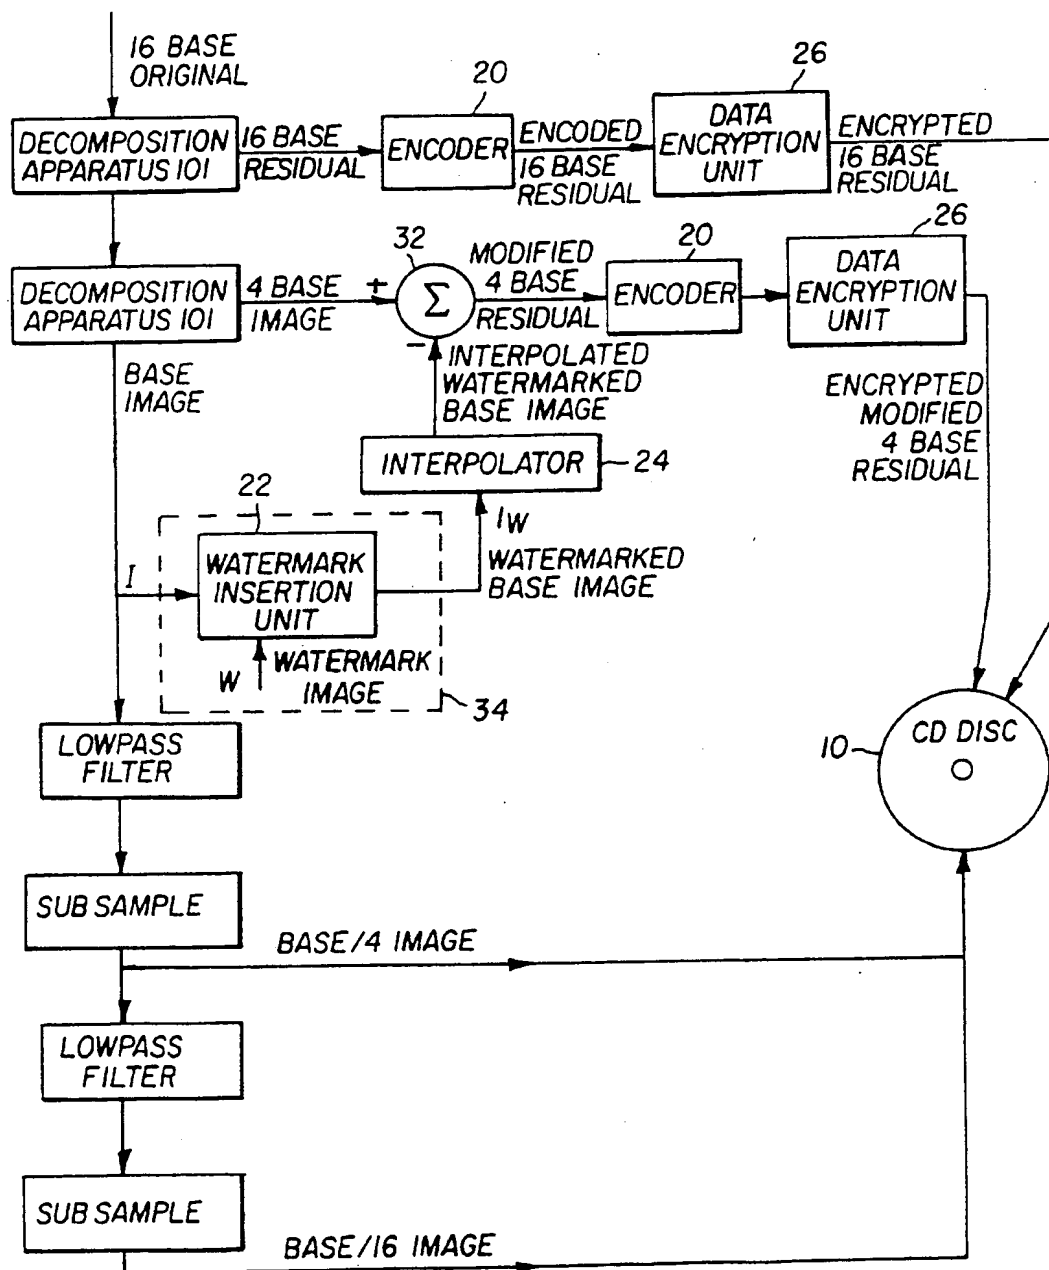 16 BASE
ORIGINAL
20
26
DECOMPOSITION
APPARATUS 101
16 BASE
RESIDUAL
ENCODER
ENCODED
16 BASE
RESIDUAL
DATA
ENCRYPTION
UNIT
ENCRYPTED
16 BASE
RESIDUAL
DECOMPOSITION
APPARATUS 101
4 BASE
IMAGE
+
32
Σ
−
MODIFIED
4 BASE
RESIDUAL
20
ENCODER
26
DATA
ENCRYPTION
UNIT
BASE
IMAGE
INTERPOLATED
WATERMARKED
BASE IMAGE
ENCRYPTED
MODIFIED
4 BASE
RESIDUAL
INTERPOLATOR
24
22
I
WATERMARK
INSERTION
UNIT
IW
WATERMARKED
BASE IMAGE
W
WATERMARK
IMAGE
34
LOWPASS
FILTER
10
CD DISC
SUB SAMPLE
BASE/4 IMAGE
LOWPASS
FILTER
SUB SAMPLE
BASE/16 IMAGE